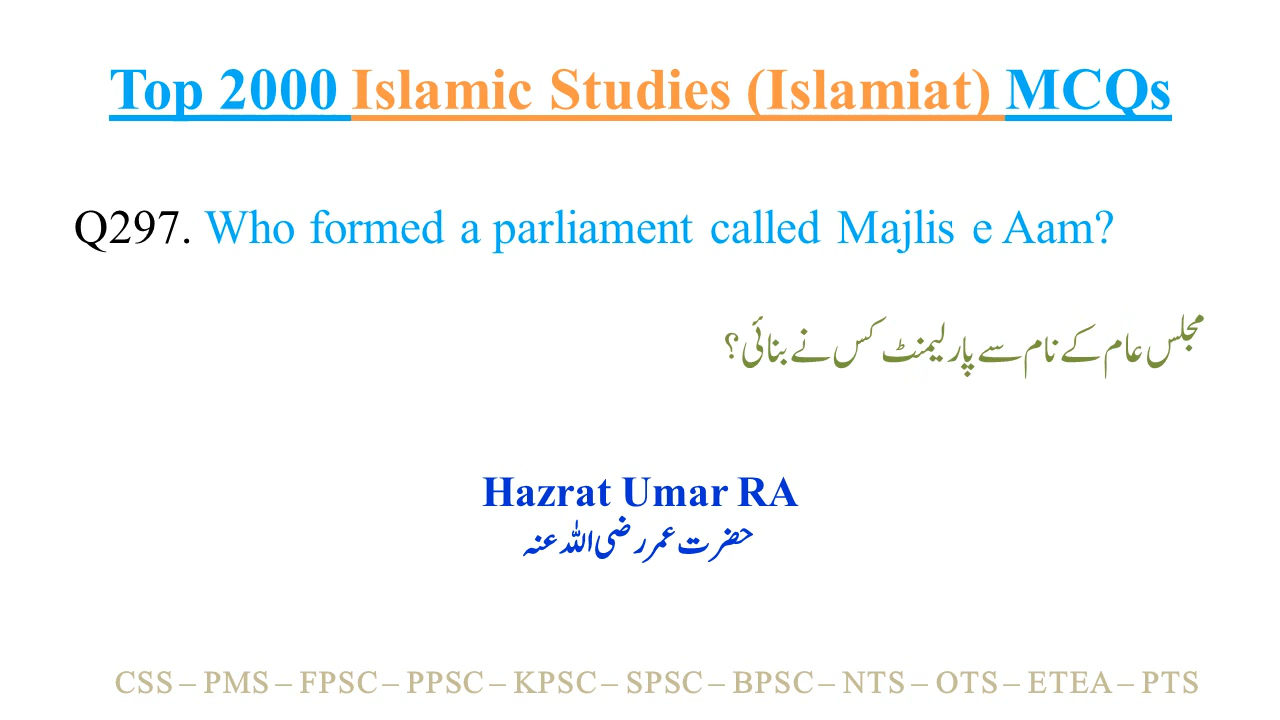 Top 2000 Islamic Studies (Islamiat) MCQs
Q297. Who formed a parliament called Majlis e Aam?
مجلس عام کے نام سے پارلیمنٹ کس نے بنائی؟
Hazrat Umar RA
حضرت عمر رضی اللہ عنہ
CSS – PMS – FPSC – PPSC – KPSC – SPSC – BPSC – NTS – OTS – ETEA – PTS